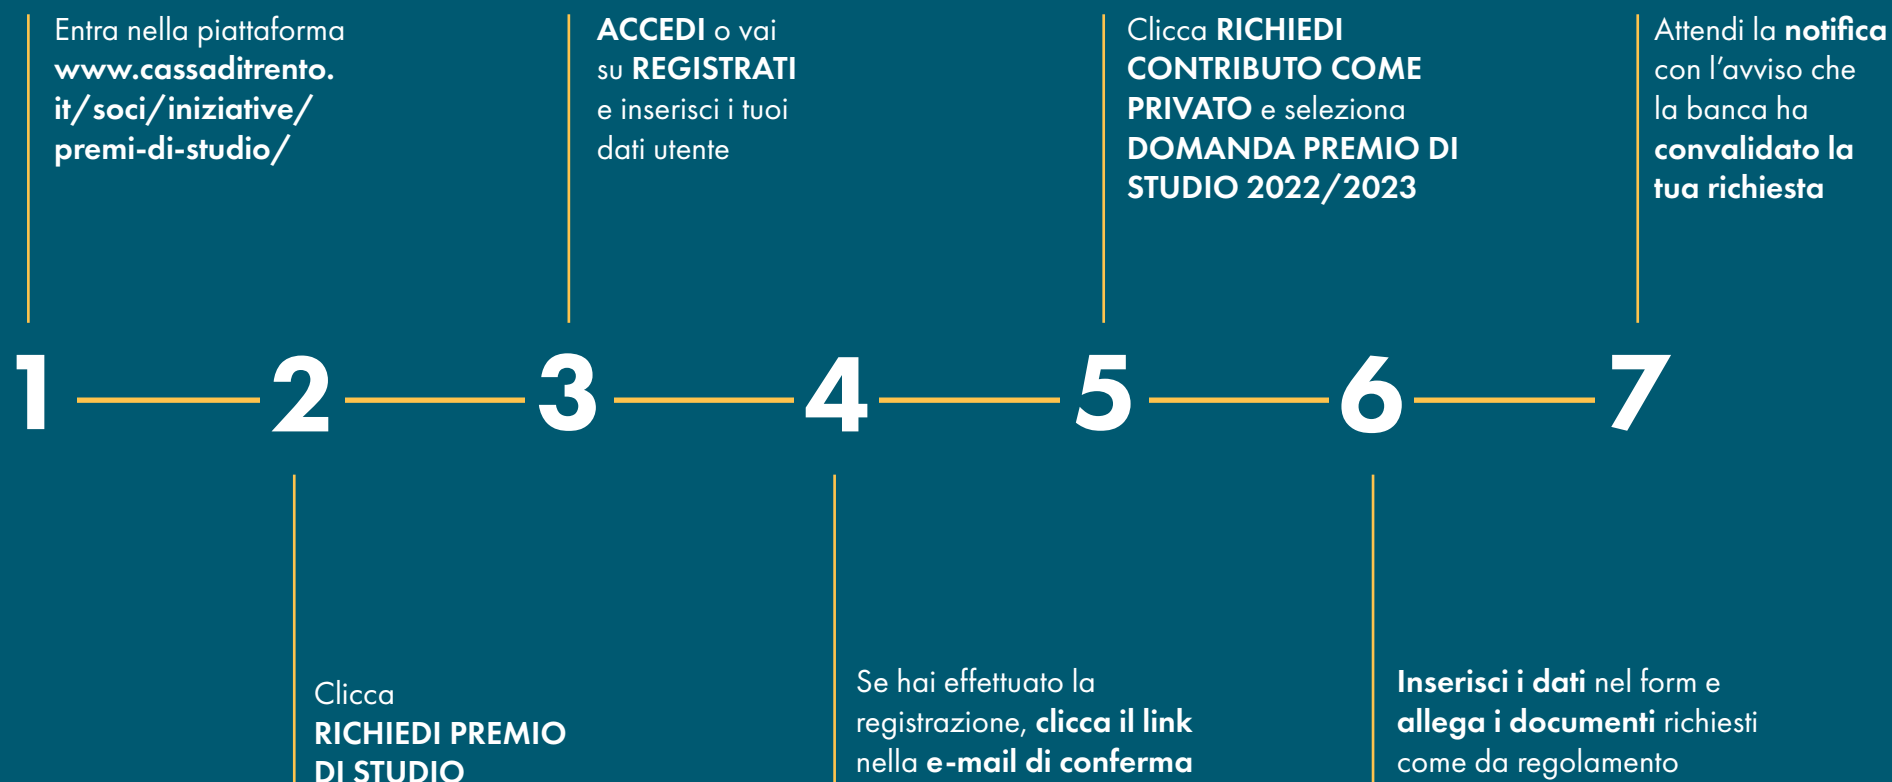 Entra nella piattaforma
www.cassaditrento.
it/soci/iniziative/
premi-di-studio/
ACCEDI o vai
su REGISTRATI
e inserisci i tuoi
dati utente
Clicca RICHIEDI
CONTRIBUTO COME
PRIVATO e seleziona
DOMANDA PREMIO DI
STUDIO 2022/2023
Attendi la notifica
con l'avviso che
la banca ha
convalidato la
tua richiesta
1
2
3
4
5
6
7
Clicca
RICHIEDI PREMIO
DI STUDIO
Se hai effettuato la
registrazione, clicca il link
nella e-mail di conferma
Inserisci i dati nel form e
allega i documenti richiesti
come da regolamento